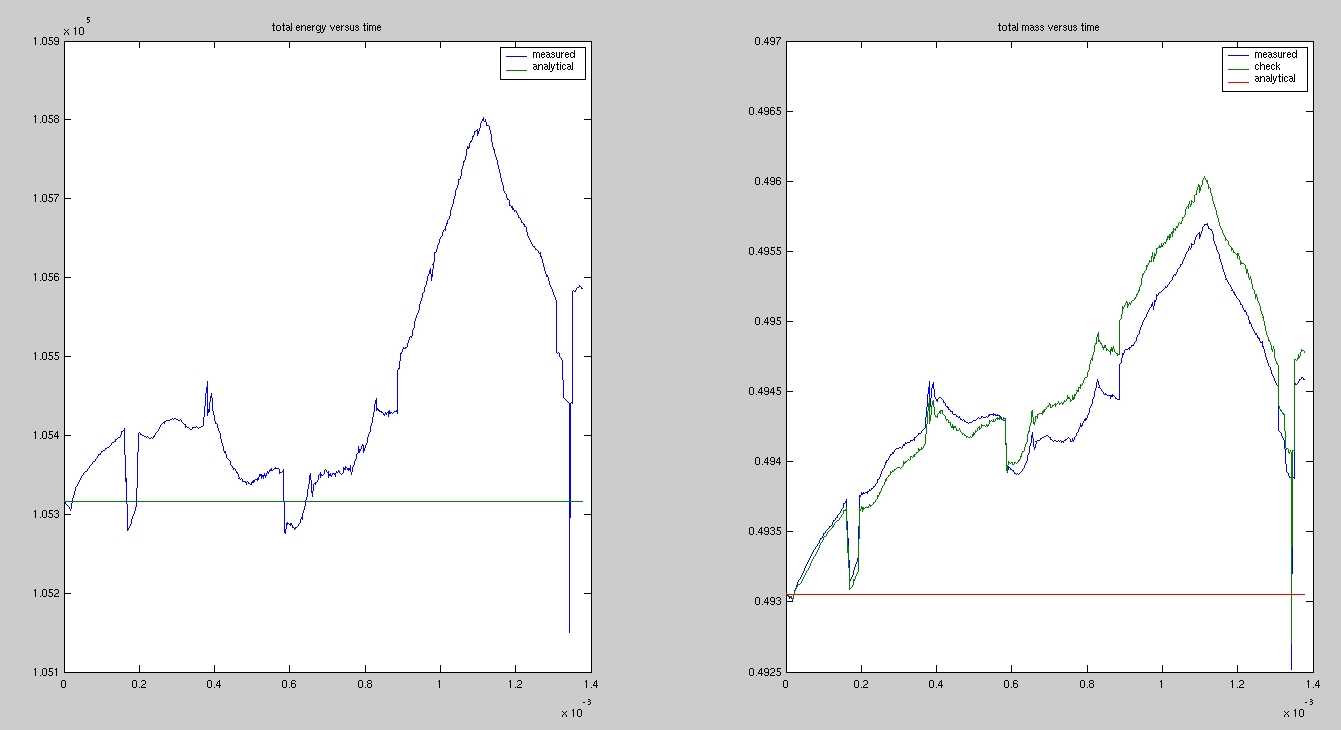 total energy versus time
x 10^5
measured
analytical
1.059
1.058
1.057
1.056
1.055
1.054
1.053
1.052
1.051
0 0.2 0.4 0.6 0.8 1 1.2 1.4
x 10^-3
total mass versus time
measured
check
analytical
0.497
0.4965
0.496
0.4955
0.495
0.4945
0.494
0.4935
0.493
0.4925
0 0.2 0.4 0.6 0.8 1 1.2 1.4
x 10^-3